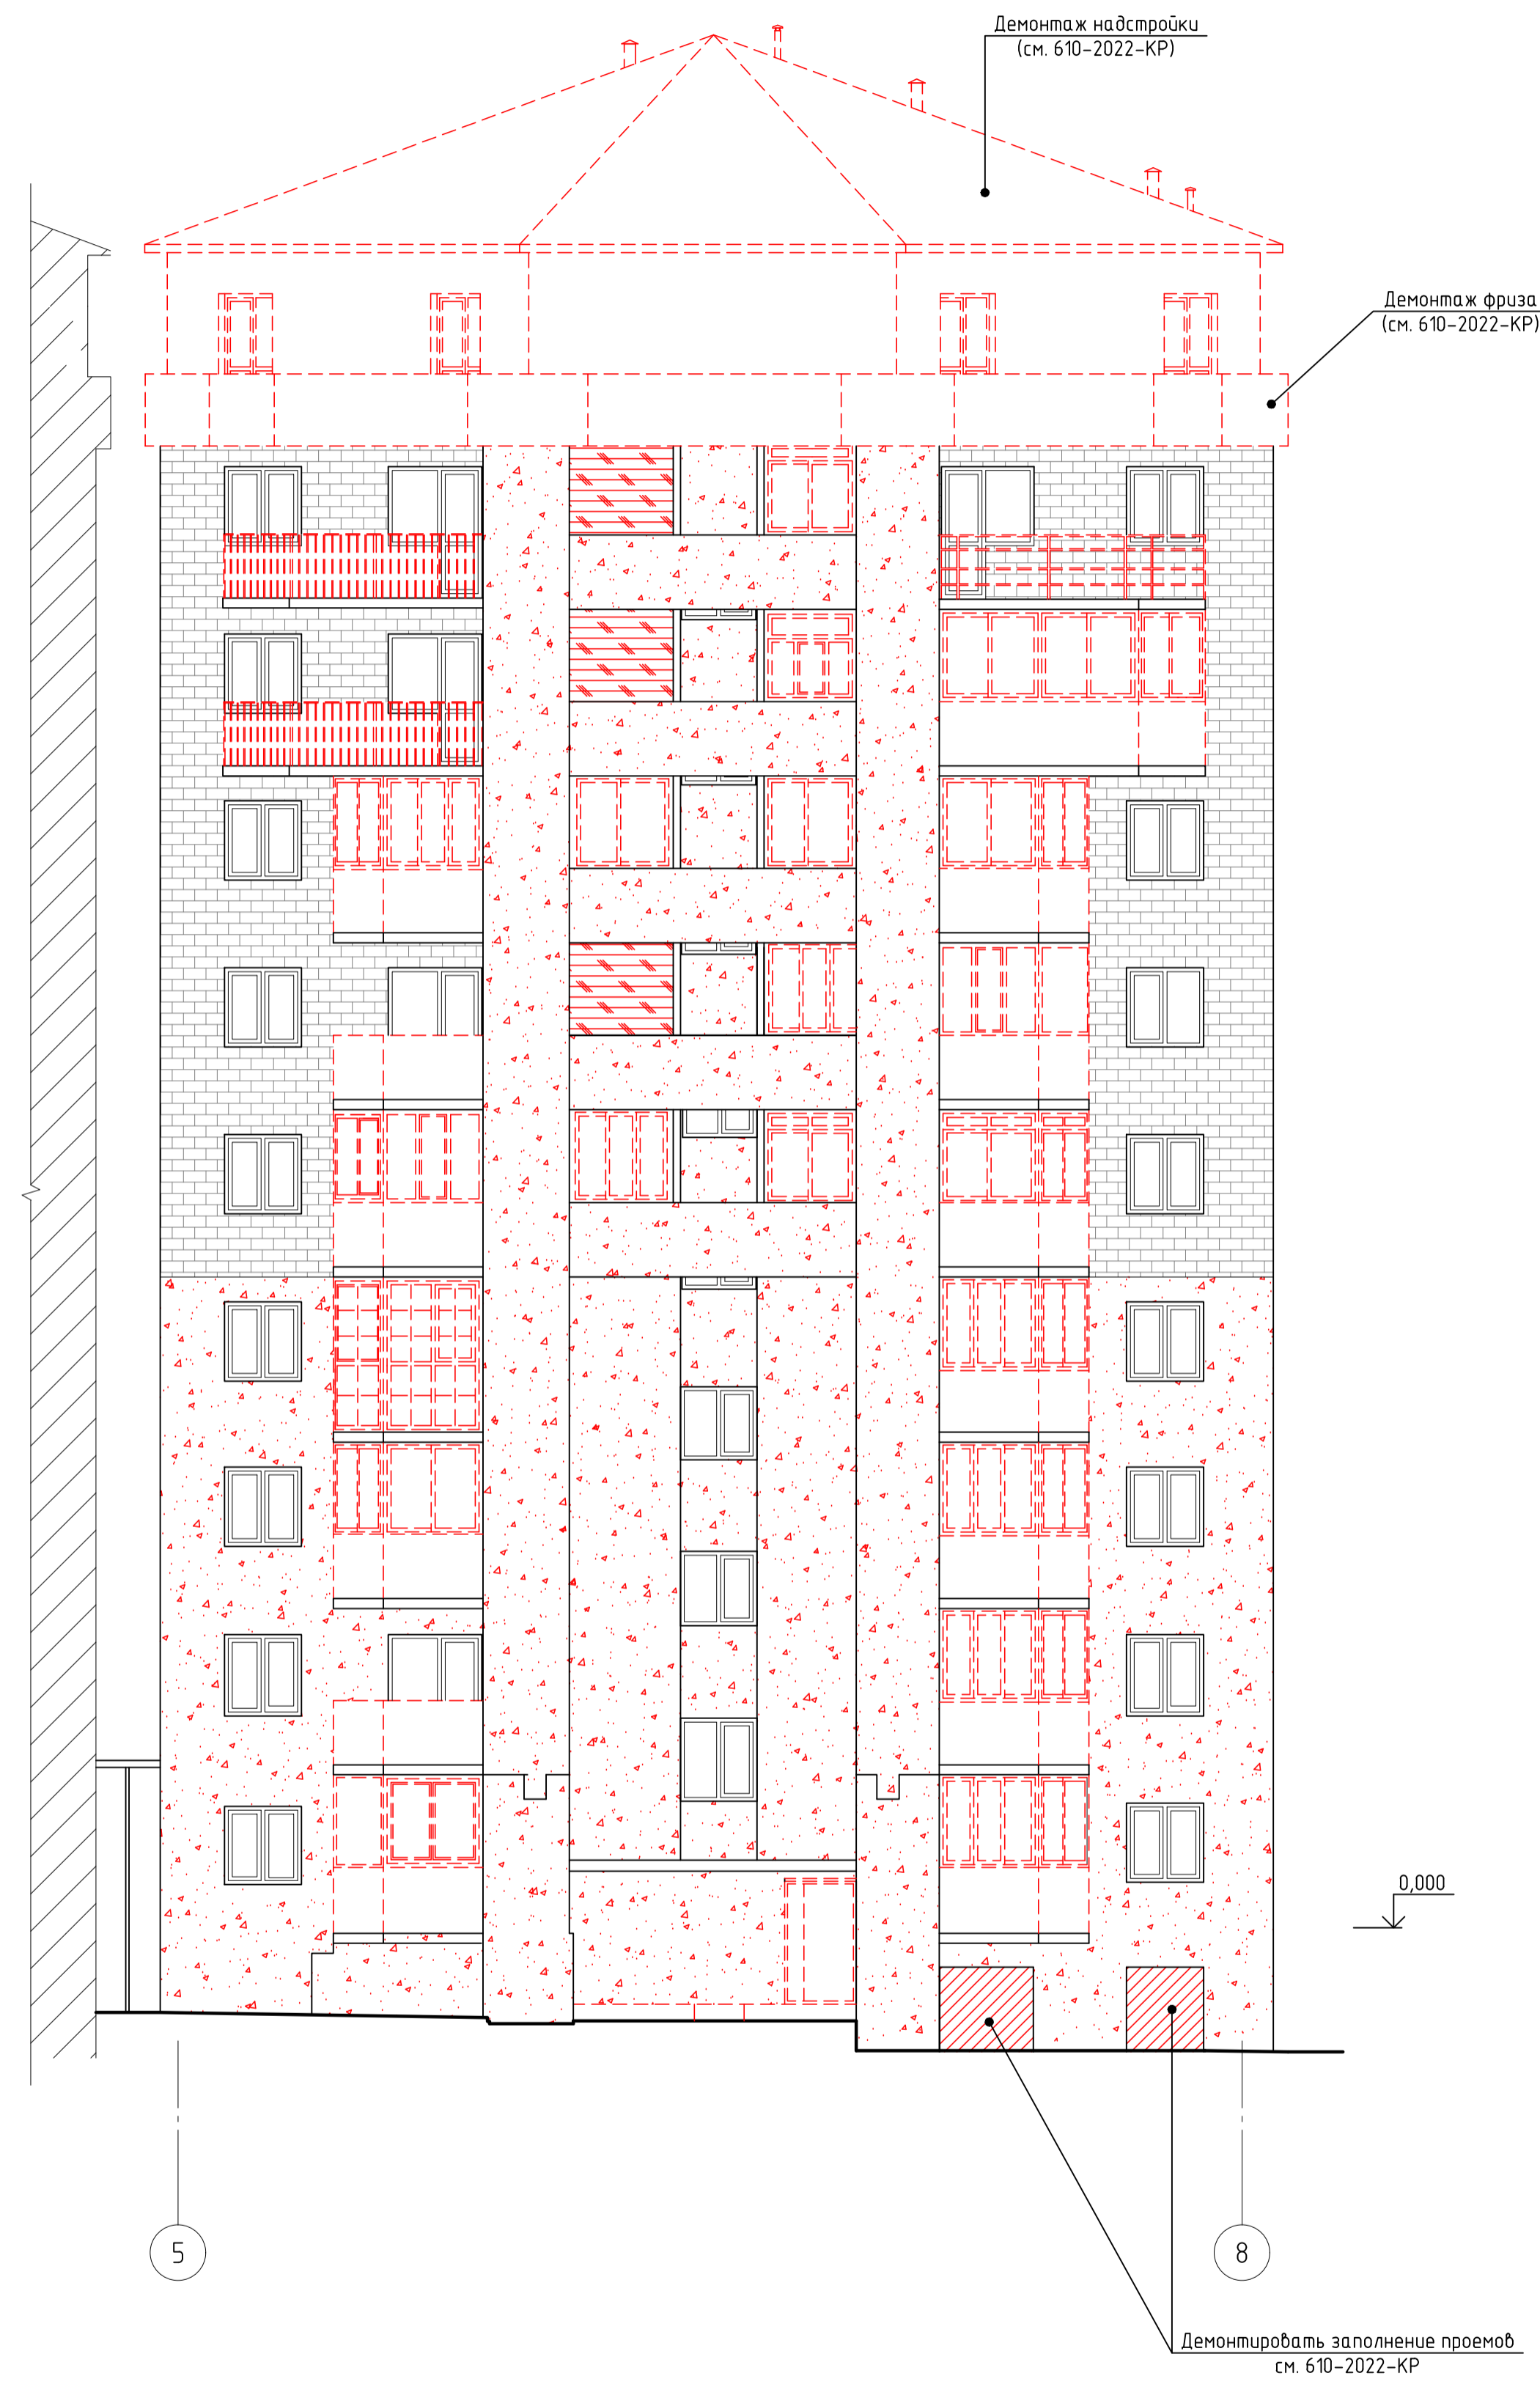 Демонтаж надстройки
(см. 610-2022-КР)
Демонтаж фриза
(см. 610-2022-КР)
0,000
5
8
Демонтировать заполнение проемов
см. 610-2022-КР